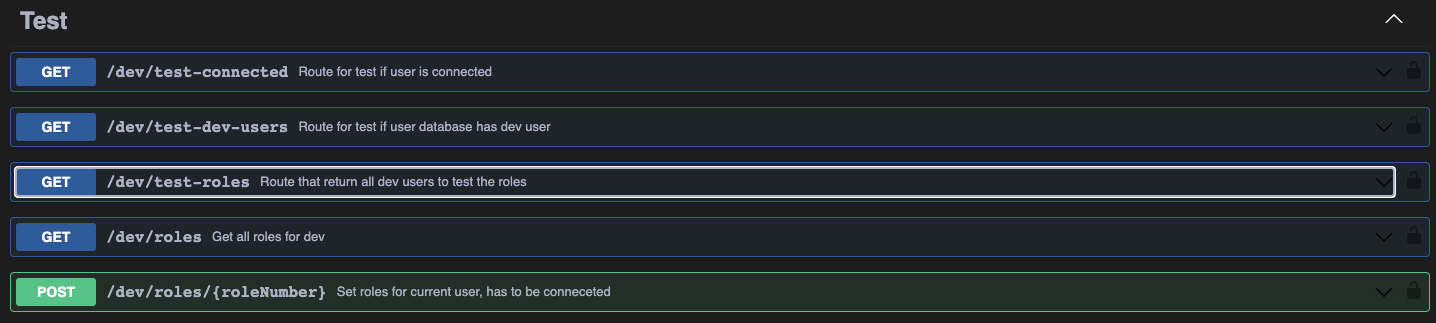 Test
GET /dev/test-connected Route for test if user is connected
GET /dev/test-dev-users Route for test if user database has dev user
GET /dev/test-roles Route that return all dev users to test the roles
GET /dev/roles Get all roles for dev
POST /dev/roles/{roleNumber} Set roles for current user, has to be conneceted